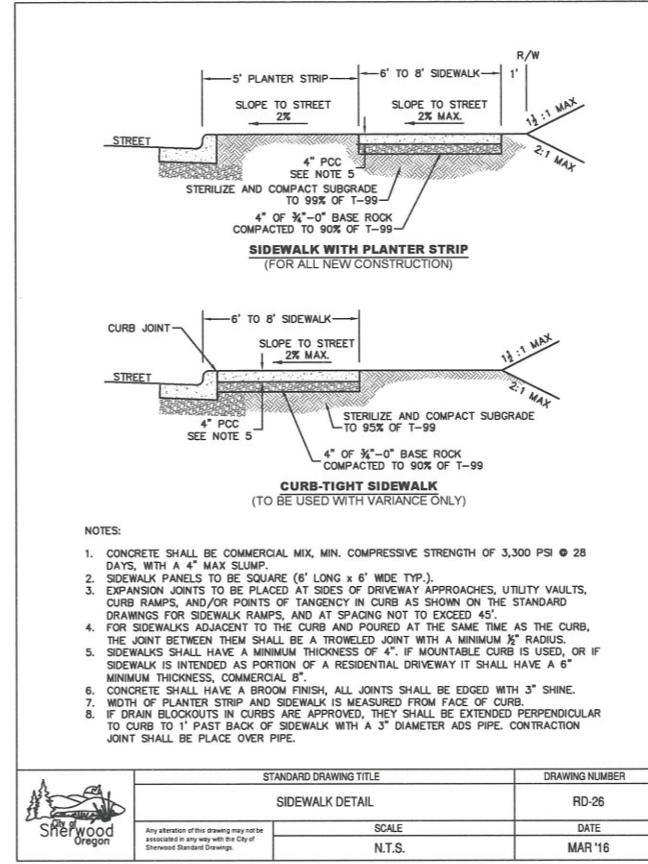 R/W
5' PLANTER STRIP
6' TO 8' SIDEWALK
1'
SLOPE TO STREET
2%
SLOPE TO STREET
2% MAX.
1½:1 MAX
STREET
2:1 MAX
4" PCC
SEE NOTE 5
STERILIZE AND COMPACT SUBGRADE
TO 99% OF T-99
4" OF ¾"-0" BASE ROCK
COMPACTED TO 90% OF T-99
SIDEWALK WITH PLANTER STRIP
(FOR ALL NEW CONSTRUCTION)
6' TO 8' SIDEWALK
CURB JOINT
SLOPE TO STREET
2% MAX.
1½:1 MAX
STREET
2:1 MAX
4" PCC
SEE NOTE 5
STERILIZE AND COMPACT SUBGRADE
TO 95% OF T-99
4" OF ¾"-0" BASE ROCK
COMPACTED TO 90% OF T-99
CURB-TIGHT SIDEWALK
(TO BE USED WITH VARIANCE ONLY)
NOTES:
1. CONCRETE SHALL BE COMMERCIAL MIX, MIN. COMPRESSIVE STRENGTH OF 3,300 PSI @ 28
DAYS, WITH A 4" MAX SLUMP.
2. SIDEWALK PANELS TO BE SQUARE (6' LONG x 6' WIDE TYP.).
3. EXPANSION JOINTS TO BE PLACED AT SIDES OF DRIVEWAY APPROACHES, UTILITY VAULTS,
CURB RAMPS, AND/OR POINTS OF TANGENCY IN CURB AS SHOWN ON THE STANDARD
DRAWINGS FOR SIDEWALK RAMPS, AND AT SPACING NOT TO EXCEED 45'.
4. FOR SIDEWALKS ADJACENT TO THE CURB AND POURED AT THE SAME TIME AS THE CURB,
THE JOINT BETWEEN THEM SHALL BE A TROWELED JOINT WITH A MINIMUM ½" RADIUS.
5. SIDEWALKS SHALL HAVE A MINIMUM THICKNESS OF 4". IF MOUNTABLE CURB IS USED, OR IF
SIDEWALK IS INTENDED AS PORTION OF A RESIDENTIAL DRIVEWAY IT SHALL HAVE A 6"
MINIMUM THICKNESS, COMMERCIAL 8".
6. CONCRETE SHALL HAVE A BROOM FINISH, ALL JOINTS SHALL BE EDGED WITH 3" SHINE.
7. WIDTH OF PLANTER STRIP AND SIDEWALK IS MEASURED FROM FACE OF CURB.
8. IF DRAIN BLOCKOUTS IN CURBS ARE APPROVED, THEY SHALL BE EXTENDED PERPENDICULAR
TO CURB TO 1' PAST BACK OF SIDEWALK WITH A 3" DIAMETER ADS PIPE. CONTRACTION
JOINT SHALL BE PLACE OVER PIPE.
City of
Sherwood
Oregon
STANDARD DRAWING TITLE
DRAWING NUMBER
SIDEWALK DETAIL
RD-26
Any alteration of this drawing may not be
associated in any way with the City of
Sherwood Standard Drawings.
SCALE
DATE
N.T.S.
MAR '16